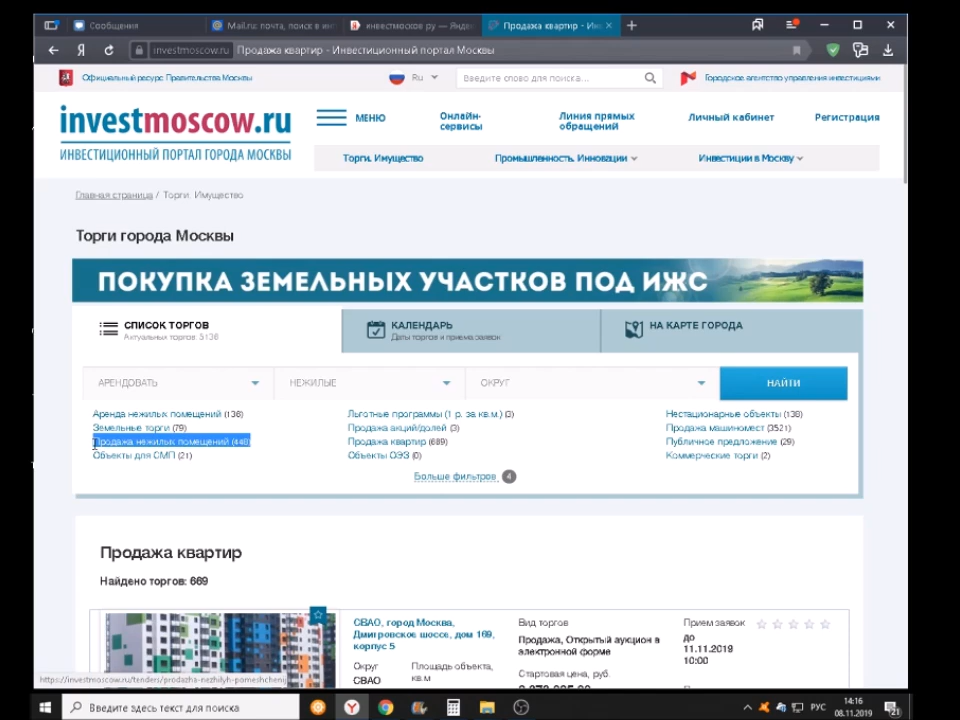 Сообщения
Mail.ru: почта, поиск в инт
инвестмоскоу ру — Яндек
Продажа квартир - Инв
investmoscow.ru Продажа квартир - Инвестиционный портал Москвы
Официальный ресурс Правительства Москвы
Ru
Введите слово для поиска...
Городское агентство управления инвестициями
investmoscow.ru
ИНВЕСТИЦИОННЫЙ ПОРТАЛ ГОРОДА МОСКВЫ
МЕНЮ
Онлайн-сервисы
Линия прямых обращений
Личный кабинет
Регистрация
Торги. Имущество
Промышленность. Инновации
Инвестиции в Москву
Главная страница / Торги. Имущество
Торги города Москвы
ПОКУПКА ЗЕМЕЛЬНЫХ УЧАСТКОВ ПОД ИЖС
СПИСОК ТОРГОВ
Актуальных торгов: 5136
КАЛЕНДАРЬ
Даты торгов и приема заявок
НА КАРТЕ ГОРОДА
АРЕНДОВАТЬ
НЕЖИЛЫЕ
ОКРУГ
НАЙТИ
Аренда нежилых помещений (136)
Льготные программы (1 р. за кв.м.)
Нестационарные объекты (138)
Земельные торги (79)
Продажа акций/долей (3)
Продажа машиномест (3521)
Продажа нежилых помещений (448)
Продажа квартир (669)
Публичное предложение (29)
Объекты для СМП (21)
Объекты ОЭЗ (0)
Коммерческие торги (2)
Больше фильтров 4
Продажа квартир
Найдено торгов: 669
СВАО, город Москва,
Дмитровское шоссе, дом 169,
корпус 5
Округ
СВАО
Площадь объекта,
кв.м
Вид торгов
Продажа, Открытый аукцион в
электронной форме
Стартовая цена, руб.
Прием заявок
до
11.11.2019
10:00
https://investmoscow.ru/tenders/prodazha-nezhilyh-pomeshchenij
Введите здесь текст для поиска
РУС
14:16
08.11.2019
21